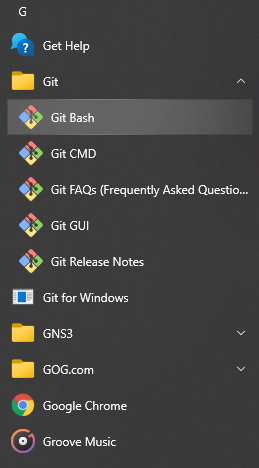 G
Get Help
Git
Git Bash
Git CMD
Git FAQs (Frequently Asked Questio...
Git GUI
Git Release Notes
Git for Windows
GNS3
GOG.com
Google Chrome
Groove Music